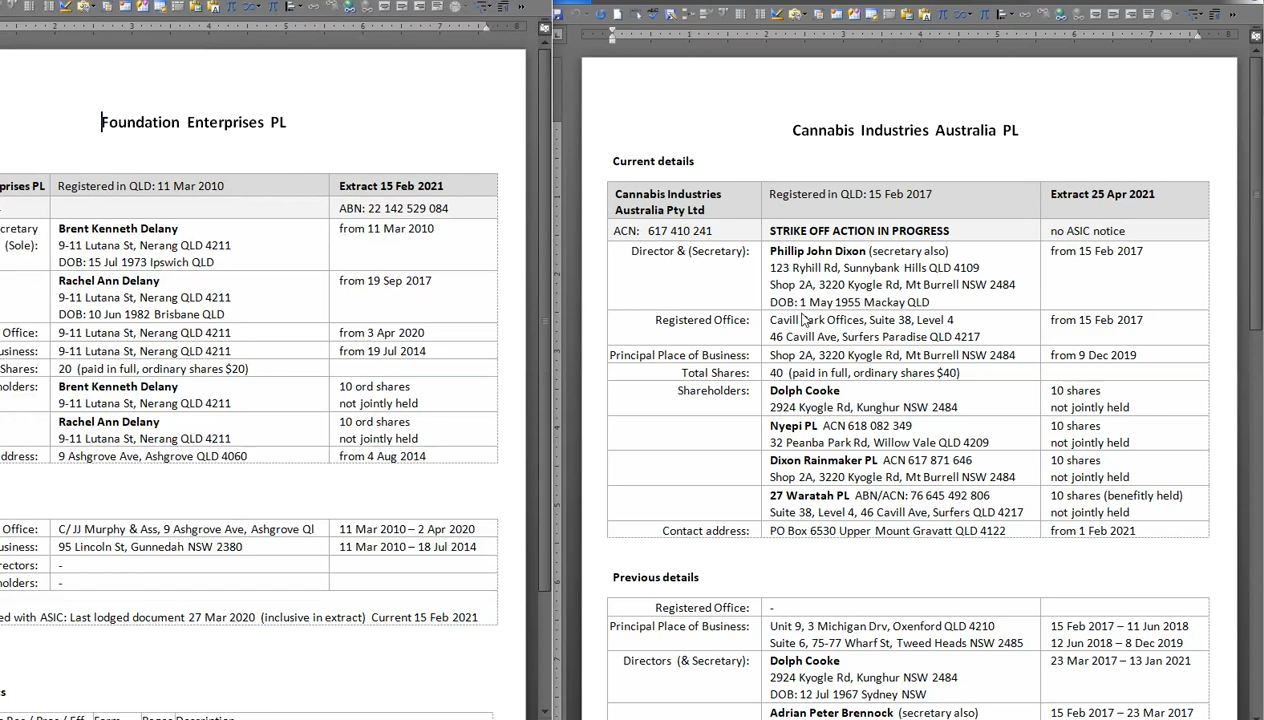 Foundation Enterprises PL
prises PL Registered in QLD: 11 Mar 2010 Extract 15 Feb 2021
ABN: 22 142 529 084
cretary Brent Kenneth Delany from 11 Mar 2010
(Sole): 9-11 Lutana St, Nerang QLD 4211
DOB: 15 Jul 1973 Ipswich QLD
Rachel Ann Delany from 19 Sep 2017
9-11 Lutana St, Nerang QLD 4211
DOB: 10 Jun 1982 Brisbane QLD
Office: 9-11 Lutana St, Nerang QLD 4211 from 3 Apr 2020
usiness: 9-11 Lutana St, Nerang QLD 4211 from 19 Jul 2014
Shares: 20 (paid in full, ordinary shares $20)
holders: Brent Kenneth Delany 10 ord shares
9-11 Lutana St, Nerang QLD 4211 not jointly held
Rachel Ann Delany 10 ord shares
9-11 Lutana St, Nerang QLD 4211 not jointly held
ddress: 9 Ashgrove Ave, Ashgrove QLD 4060 from 4 Aug 2014
Office: C/ JJ Murphy & Ass, 9 Ashgrove Ave, Ashgrove Ql 11 Mar 2010 – 2 Apr 2020
usiness: 95 Lincoln St, Gunnedah NSW 2380 11 Mar 2010 – 18 Jul 2014
rectors: -
holders: -
ed with ASIC: Last lodged document 27 Mar 2020 (inclusive in extract) Current 15 Feb 2021
s
Cannabis Industries Australia PL
Current details
Cannabis Industries Registered in QLD: 15 Feb 2017 Extract 25 Apr 2021
Australia Pty Ltd
ACN: 617 410 241 STRIKE OFF ACTION IN PROGRESS no ASIC notice
Director & (Secretary): Phillip John Dixon (secretary also) from 15 Feb 2017
123 Ryhill Rd, Sunnybank Hills QLD 4109
Shop 2A, 3220 Kyogle Rd, Mt Burrell NSW 2484
DOB: 1 May 1955 Mackay QLD
Registered Office: Cavill Park Offices, Suite 38, Level 4 from 15 Feb 2017
46 Cavill Ave, Surfers Paradise QLD 4217
Principal Place of Business: Shop 2A, 3220 Kyogle Rd, Mt Burrell NSW 2484 from 9 Dec 2019
Total Shares: 40 (paid in full, ordinary shares $40)
Shareholders: Dolph Cooke 10 shares
2924 Kyogle Rd, Kunghur NSW 2484 not jointly held
Nyepi PL ACN 618 082 349 10 shares
32 Peanba Park Rd, Willow Vale QLD 4209 not jointly held
Dixon Rainmaker PL ACN 617 871 646 10 shares
Shop 2A, 3220 Kyogle Rd, Mt Burrell NSW 2484 not jointly held
27 Waratah PL ABN/ACN: 76 645 492 806 10 shares (benefitly held)
Suite 38, Level 4, 46 Cavill Ave, Surfers QLD 4217 not jointly held
Contact address: PO Box 6530 Upper Mount Gravatt QLD 4122 from 1 Feb 2021
Previous details
Registered Office: -
Principal Place of Business: Unit 9, 3 Michigan Drv, Oxenford QLD 4210 15 Feb 2017 – 11 Jun 2018
Suite 6, 75-77 Wharf St, Tweed Heads NSW 2485 12 Jun 2018 – 8 Dec 2019
Directors (& Secretary): Dolph Cooke 23 Mar 2017 – 13 Jan 2021
2924 Kyogle Rd, Kunghur NSW 2484
DOB: 12 Jul 1967 Sydney NSW
Adrian Peter Brennock (secretary also) 15 Feb 2017 – 23 Mar 2017